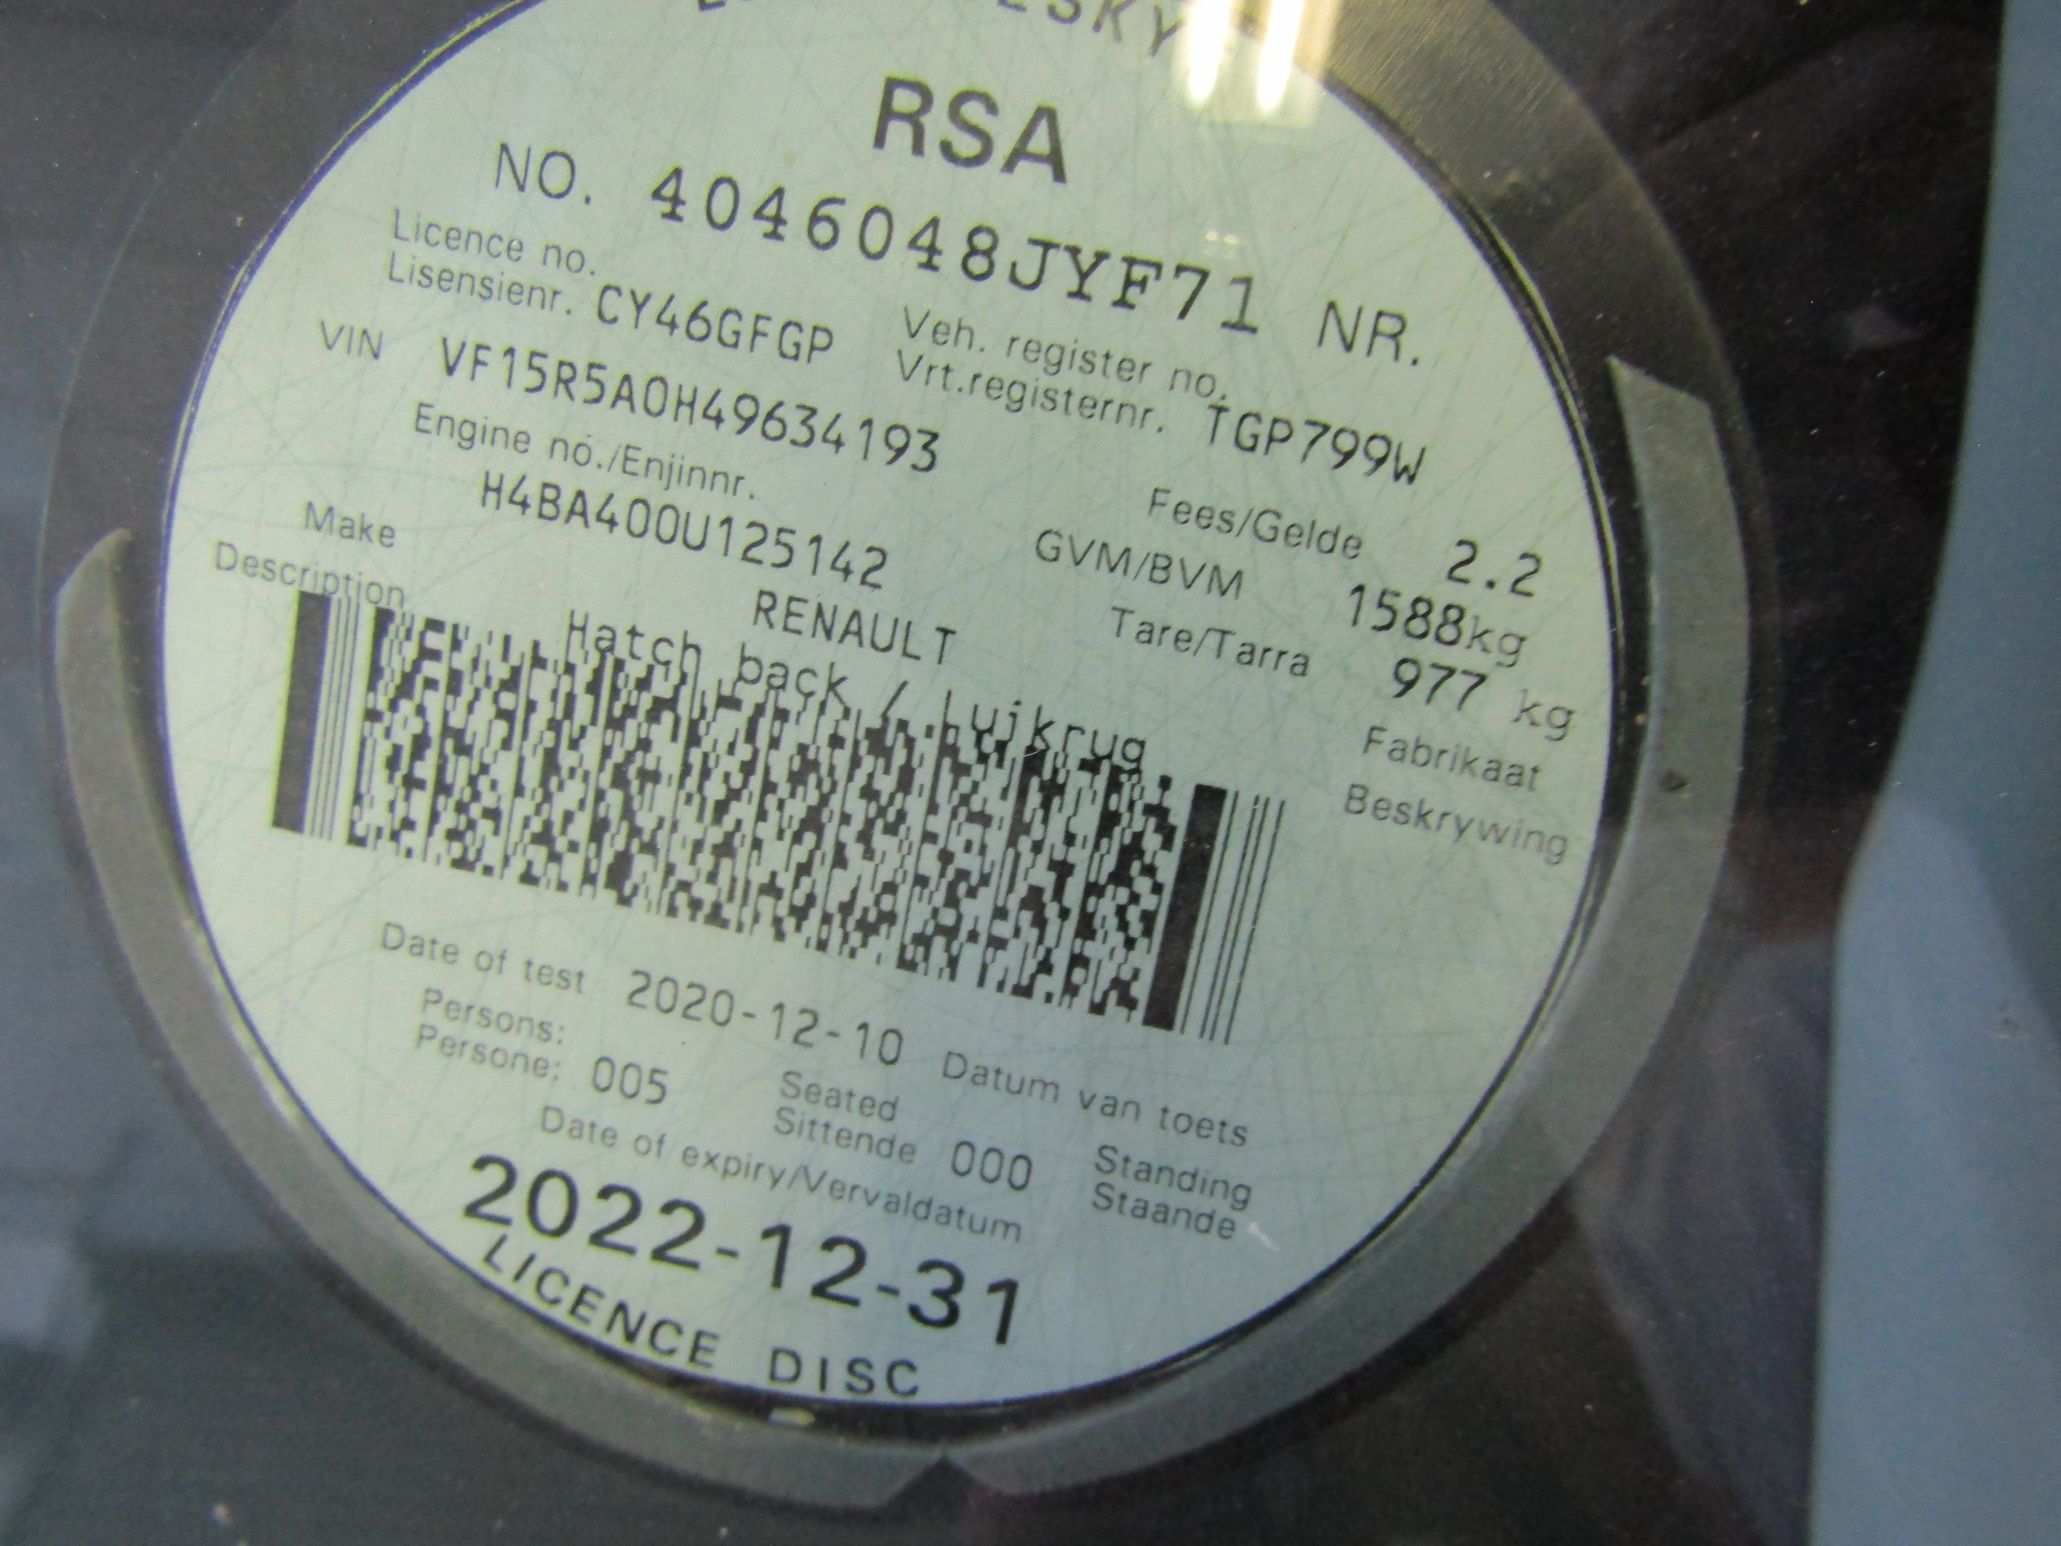 RSA
NO. 4046048JYF71 NR.
Licence no.
Lisensienr. CY46GFGP
Veh. register no.
Vrt.registernr. TGP799W
VIN VF15R5A0H49634193
Engine no./Enjinnr.
H4BA400U125142
Fees/Gelde 2.2
GVM/BVM 1588kg
Tare/Tarra 977 kg
Make RENAULT Fabrikaat
Description Hatch back / Luikrug Beskrywing
Date of test 2020-12-10 Datum van toets
Persons:
Persone: 005
Seated
Sittende 000
Standing
Staande
Date of expiry/Vervaldatum
2022-12-31
LICENCE DISC